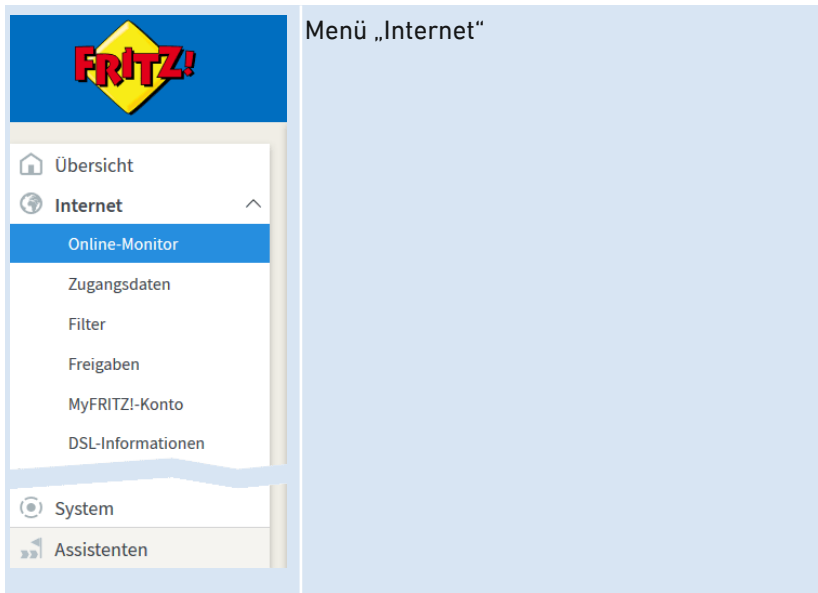 FRITZ!
Menü „Internet“
Übersicht
Internet
Online-Monitor
Zugangsdaten
Filter
Freigaben
MyFRITZ!-Konto
DSL-Informationen
System
Assistenten